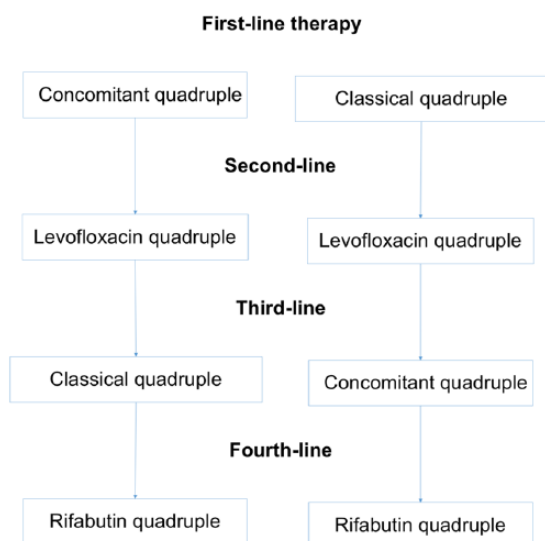 First-line therapy
Concomitant quadruple
Classical quadruple
Second-line
Levofloxacin quadruple
Levofloxacin quadruple
Third-line
Classical quadruple
Concomitant quadruple
Fourth-line
Rifabutin quadruple
Rifabutin quadruple